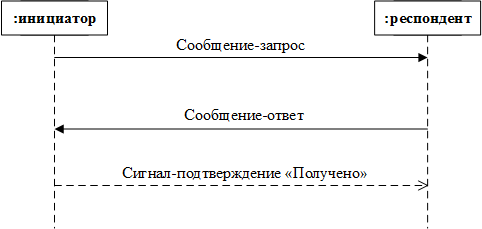 :инициатор
:респондент
Сообщение-запрос
Сообщение-ответ
Сигнал-подтверждение «Получено»